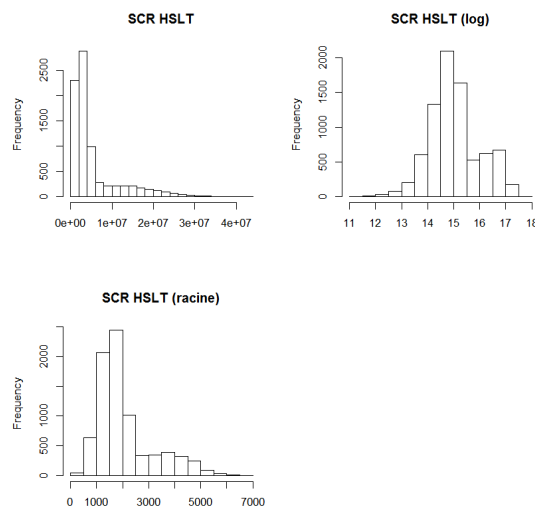 SCR HSLT
Frequency
2500
1500
500
0
0e+00 1e+07 2e+07 3e+07 4e+07
SCR HSLT (log)
Frequency
2000
1500
1000
500
0
11 12 13 14 15 16 17 18
SCR HSLT (racine)
Frequency
2000
1000
500
0
0 1000 3000 5000 7000